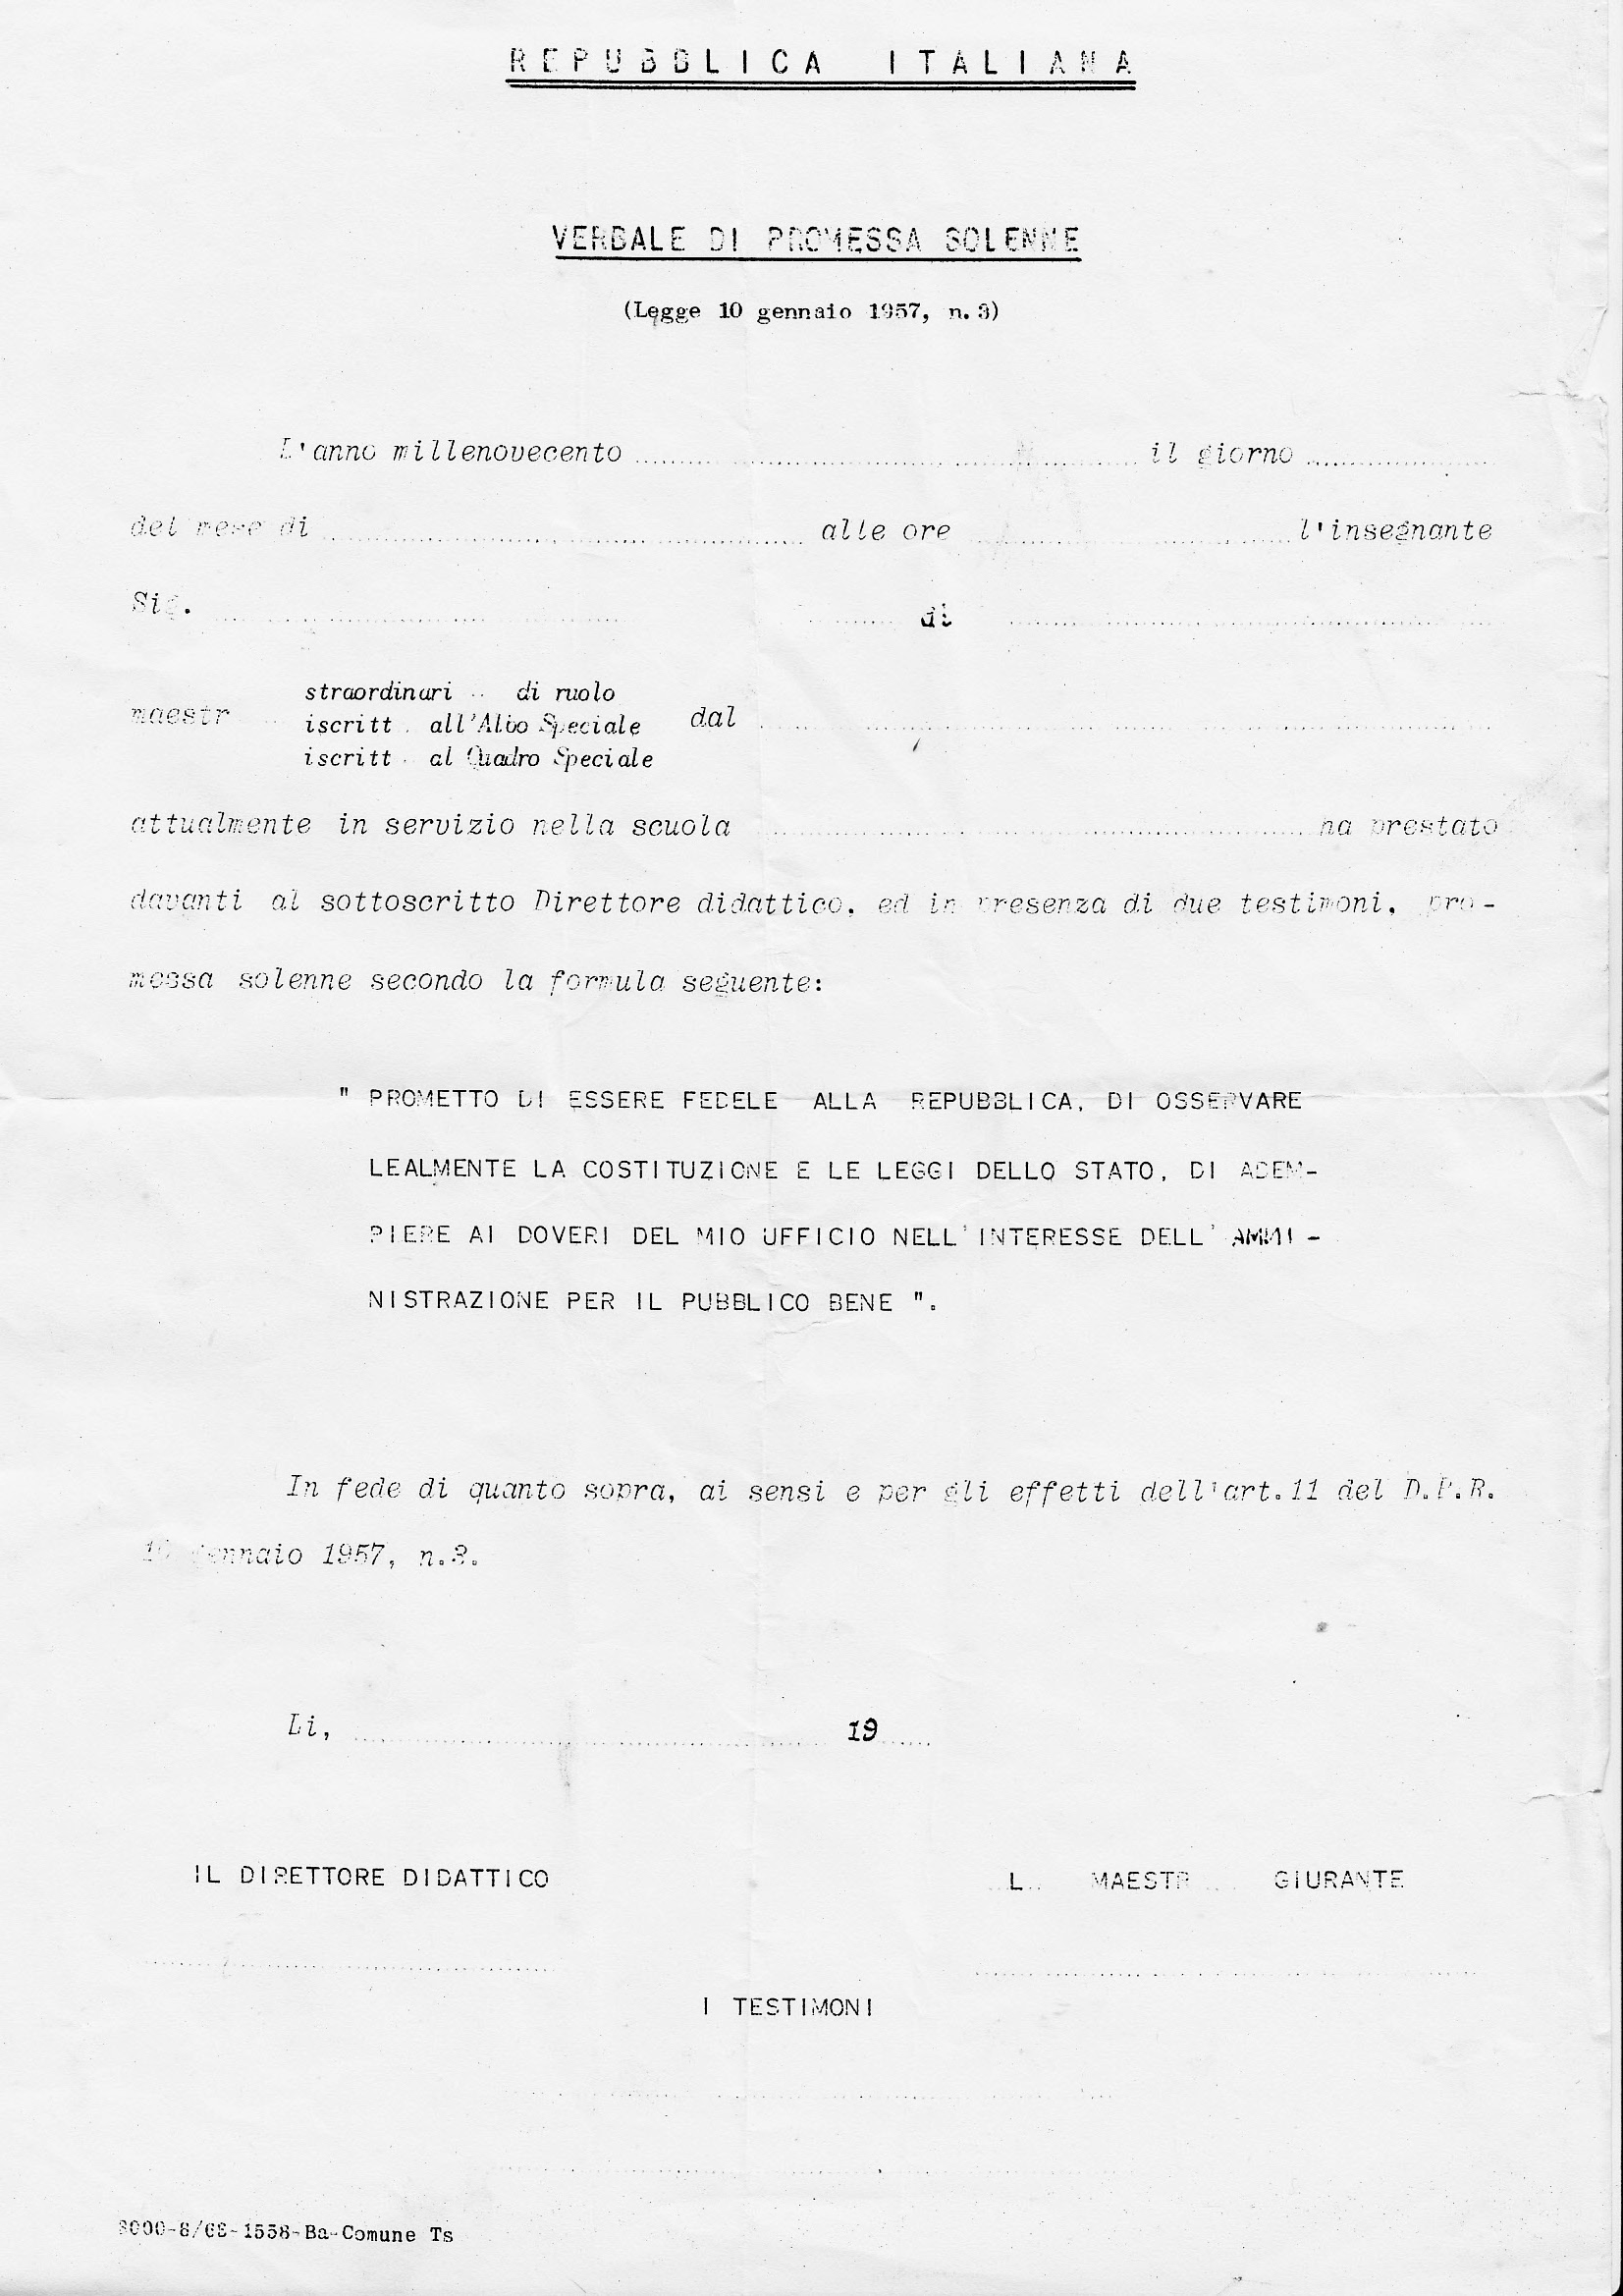 REPUBBLICA ITALIANA
VERBALE DI PROMESSA SOLENNE
(Legge 10 gennaio 1957, n.3)
L'anno millenovecento il giorno
del mese di alle ore l'insegnante
Sig. di
straordinari di ruolo
maestr iscritt all'Albo Speciale dal
iscritt al Quadro Speciale
attualmente in servizio nella scuola ha prestato
davanti al sottoscritto Direttore didattico, ed in presenza di due testimoni, pro-
messa solenne secondo la formula seguente:
" PROMETTO DI ESSERE FEDELE ALLA REPUBBLICA, DI OSSERVARE
LEALMENTE LA COSTITUZIONE E LE LEGGI DELLO STATO, DI ADEM-
PIERE AI DOVERI DEL MIO UFFICIO NELL'INTERESSE DELL'AMMI-
NISTRAZIONE PER IL PUBBLICO BENE ".
In fede di quanto sopra, ai sensi e per gli effetti dell'art.11 del D.P.R.
10 gennaio 1957, n.3.
Li, 19
IL DIRETTORE DIDATTICO L MAESTR GIURANTE
I TESTIMONI
-Ba-Comune Ts